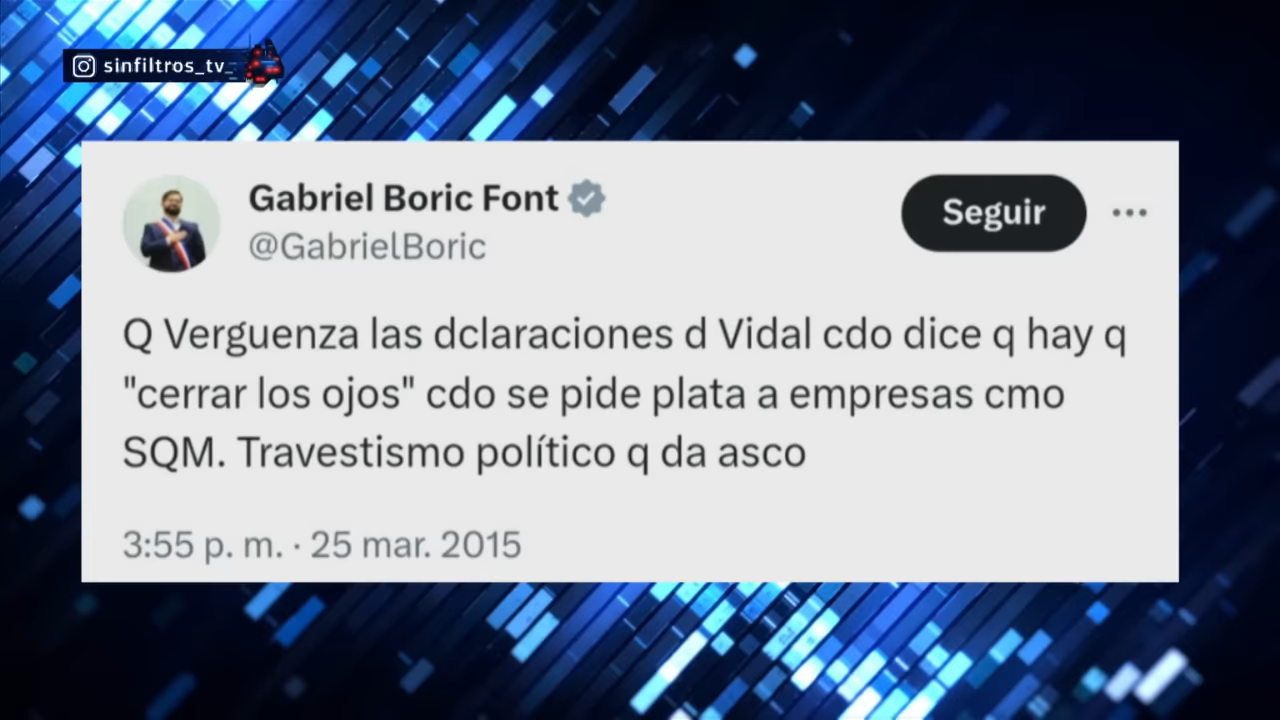 sinfiltros_tv_
Gabriel Boric Font
@GabrielBoric
Seguir
Q Verguenza las dclaraciones d Vidal cdo dice q hay q
"cerrar los ojos" cdo se pide plata a empresas cmo
SQM. Travestismo político q da asco
3:55 p. m. · 25 mar. 2015